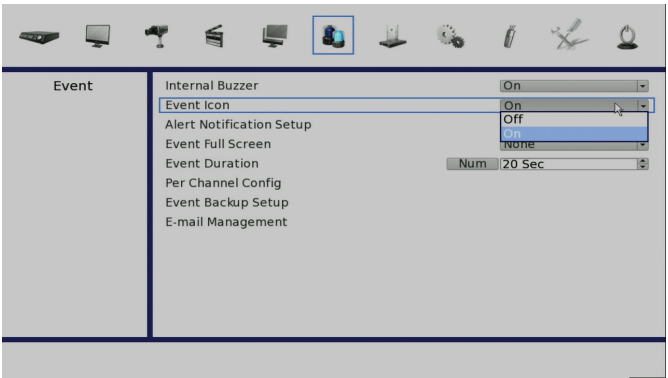 Event
Internal Buzzer On
Event Icon On
Off
On
Alert Notification Setup
Event Full Screen None
Event Duration Num 20 Sec
Per Channel Config
Event Backup Setup
E-mail Management